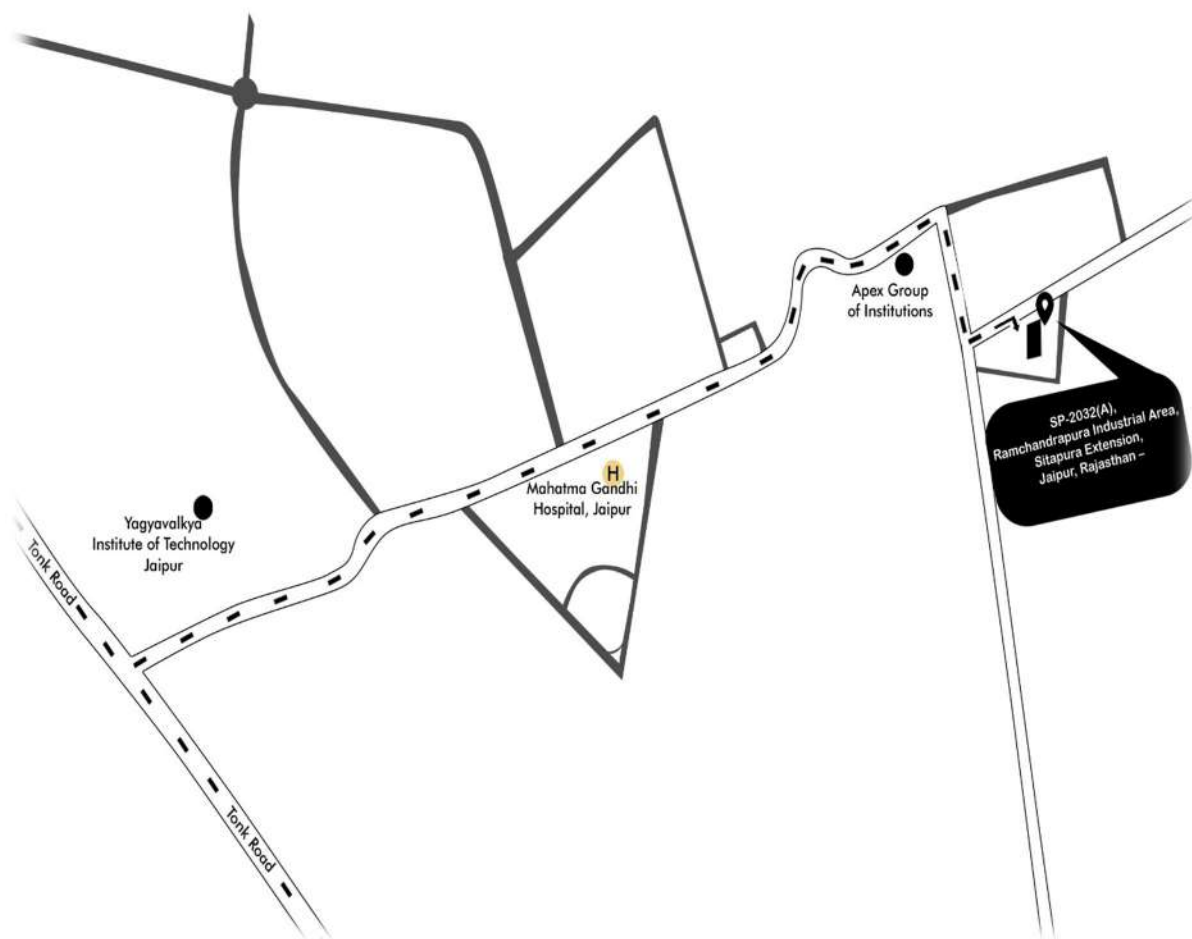 Apex Group
of Institutions
SP-2032(A),
Ramchandrapura Industrial Area,
Sitapura Extension,
Jaipur, Rajasthan –
H
Mahatma Gandhi
Hospital, Jaipur
Yagyavalkya
Institute of Technology
Jaipur
Tonk Road
Tonk Road